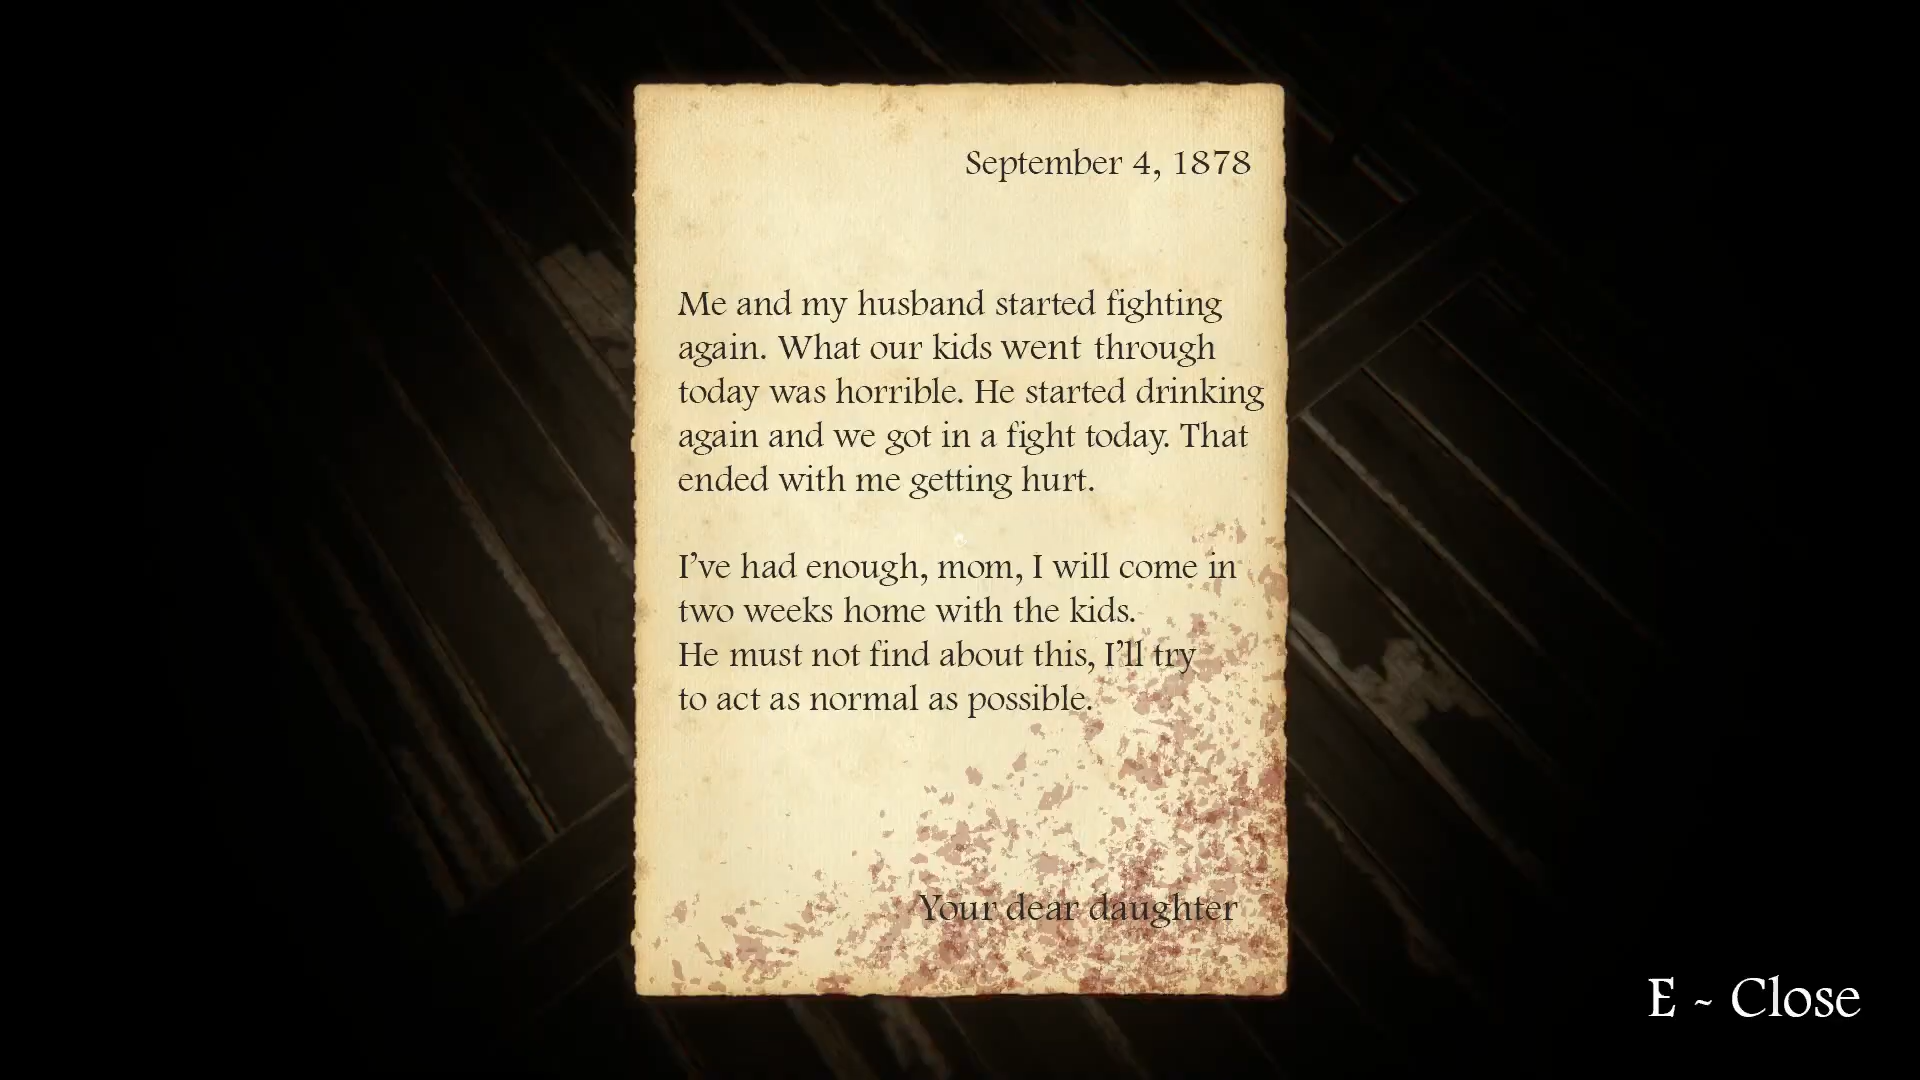 September 4, 1878
Me and my husband started fighting
again. What our kids went through
today was horrible. He started drinking
again and we got in a fight today. That
ended with me getting hurt.
I've had enough, mom, I will come in
two weeks home with the kids.
He must not find about this, I'll try
to act as normal as possible.
Your dear daughter
E ~ Close